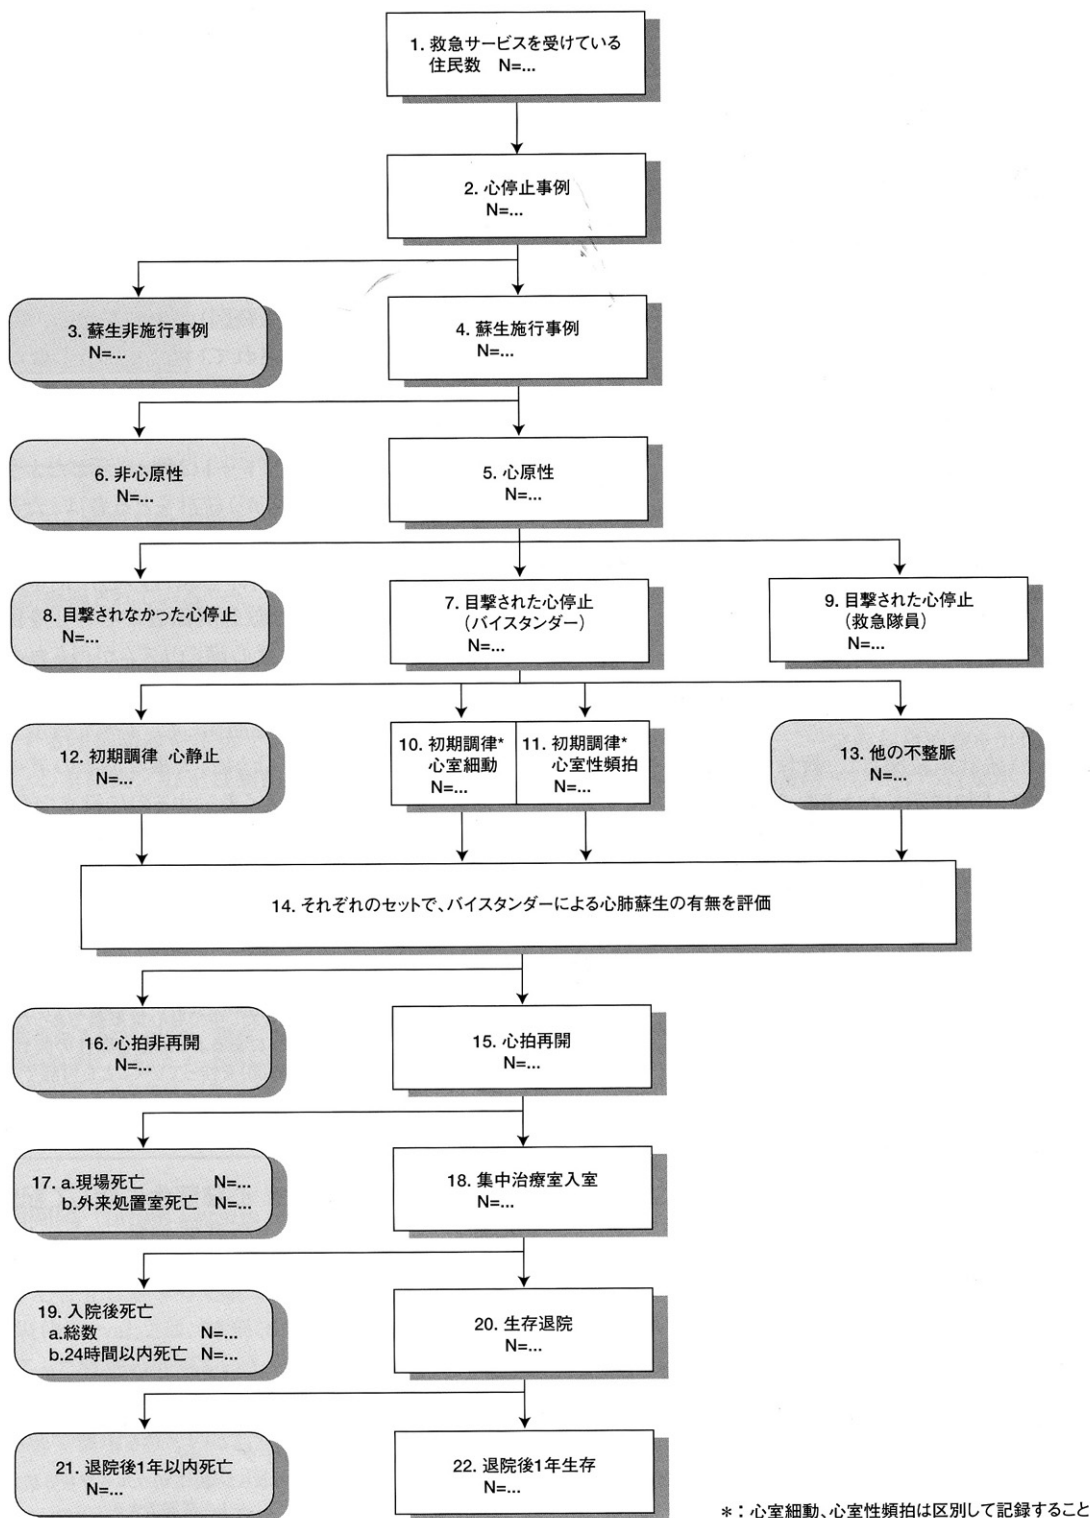 1. 救急サービスを受けている
住民数 N=...
2. 心停止事例
N=...
3. 蘇生非施行事例
N=...
4. 蘇生施行事例
N=...
6. 非心原性
N=...
5. 心原性
N=...
8. 目撃されなかった心停止
N=...
7. 目撃された心停止
(バイスタンダー)
N=...
9. 目撃された心停止
(救急隊員)
N=...
12. 初期調律 心静止
N=...
10. 初期調律*
心室細動
N=...
11. 初期調律*
心室性頻拍
N=...
13. 他の不整脈
N=...
14. それぞれのセットで、バイスタンダーによる心肺蘇生の有無を評価
16. 心拍非再開
N=...
15. 心拍再開
N=...
17. a.現場死亡 N=...
b.外来処置室死亡 N=...
18. 集中治療室入室
N=...
19. 入院後死亡
a.総数 N=...
b.24時間以内死亡 N=...
20. 生存退院
N=...
21. 退院後1年以内死亡
N=...
22. 退院後1年生存
N=...
*：心室細動、心室性頻拍は区別して記録すること